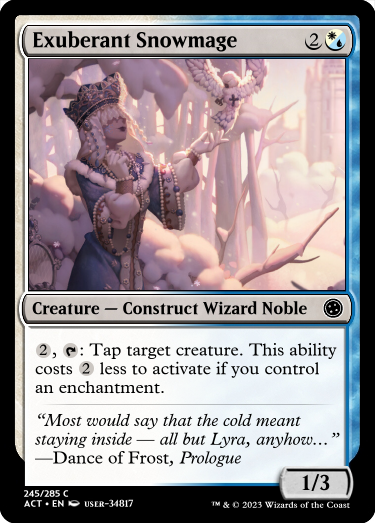 Exuberant Snowmage 2
Creature — Construct Wizard Noble
2, : Tap target creature. This ability
costs 2 less to activate if you control
an enchantment.
“Most would say that the cold meant
staying inside — all but Lyra, anyhow…”
—Dance of Frost, Prologue
1/3
245/285 C
ACT • EN USER-34817
™ & © 2023 Wizards of the Coast